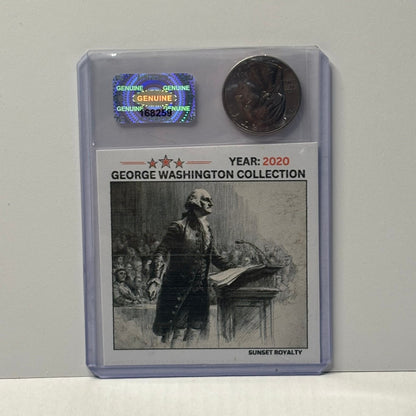 GENUINE GENUINE
GENUINE
GENUINE GENUINE
168259
YEAR: 2020
GEORGE WASHINGTON COLLECTION
SUNSET ROYALTY